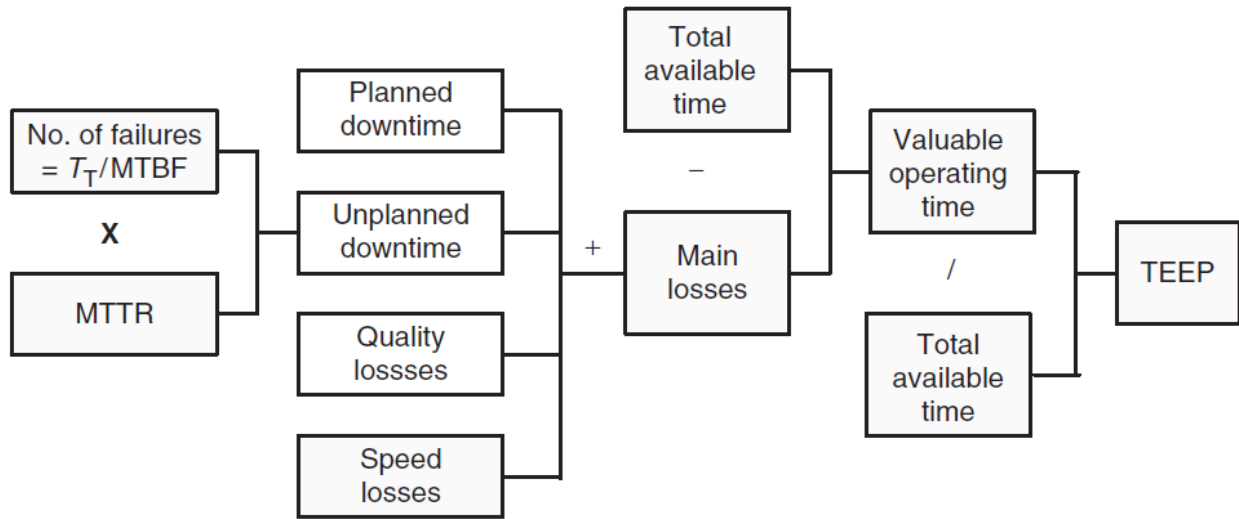 No. of failures
= T_T/MTBF
X
MTTR
Planned
downtime
Unplanned
downtime
Quality
lossses
Speed
losses
+
Total
available
time
−
Main
losses
Valuable
operating
time
/
Total
available
time
TEEP